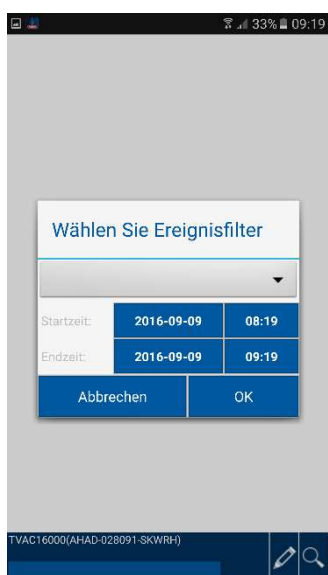 33% 09:19
Wählen Sie Ereignisfilter
Startzeit: 2016-09-09 08:19
Endzeit: 2016-09-09 09:19
Abbrechen OK
TVAC16000(AHAD-028091-SKWRH)